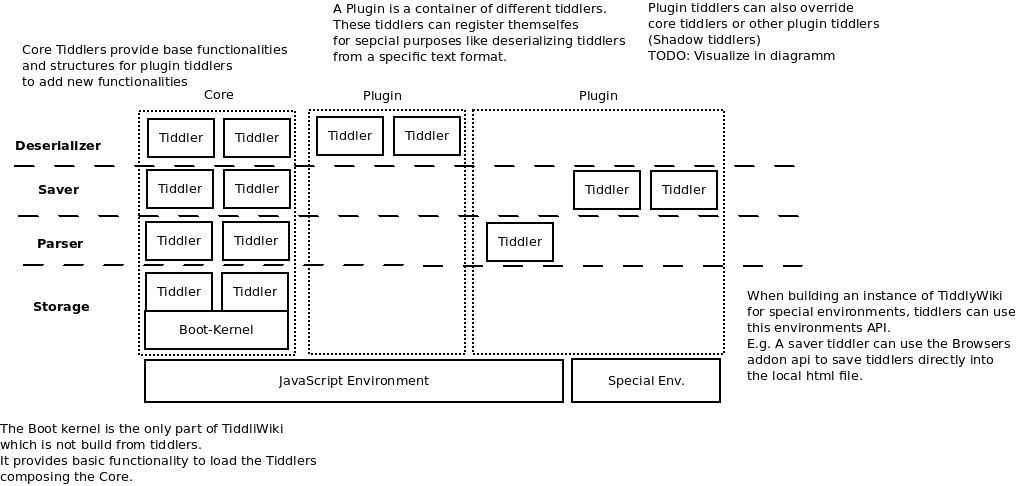 A Plugin is a container of different tiddlers.
These tiddlers can register themselfes
for sepcial purposes like deserializing tiddlers
from a specific text format.
Plugin tiddlers can also override
core tiddlers or other plugin tiddlers
(Shadow tiddlers)
TODO: Visualize in diagramm
Core Tiddlers provide base functionalities
and structures for plugin tiddlers
to add new functionalities
Core
Plugin
Plugin
Deserializer
Tiddler
Tiddler
Tiddler
Tiddler
Saver
Tiddler
Tiddler
Tiddler
Tiddler
Parser
Tiddler
Tiddler
Tiddler
Storage
Tiddler
Tiddler
Boot-Kernel
When building an instance of TiddlyWiki
for special environments, tiddlers can use
this environments API.
E.g. A saver tiddler can use the Browsers
addon api to save tiddlers directly into
the local html file.
JavaScript Environment
Special Env.
The Boot kernel is the only part of TiddliWiki
which is not build from tiddlers.
It provides basic functionality to load the Tiddlers
composing the Core.